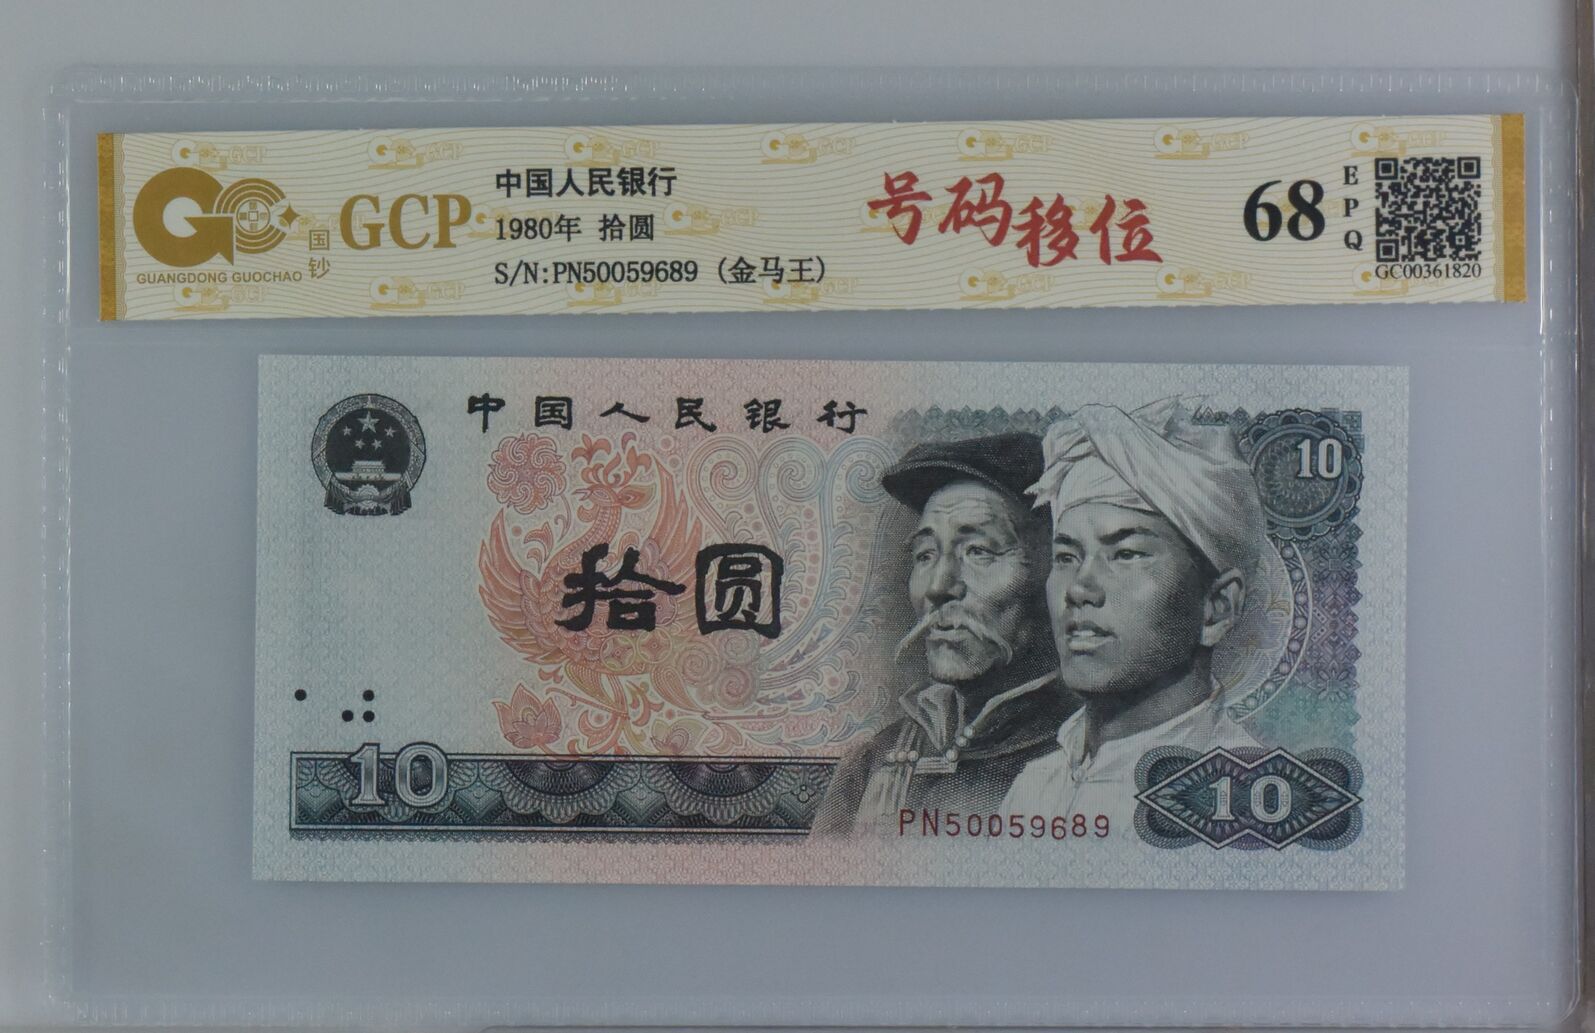 GCP
国钞
GUANGDONG GUOCHAO
中国人民银行
1980年 拾圆
S/N:PN50059689 (金马王)
号码移位
68
EPQ
GC00361820
中国人民银行
10
拾圆
10
10
PN50059689